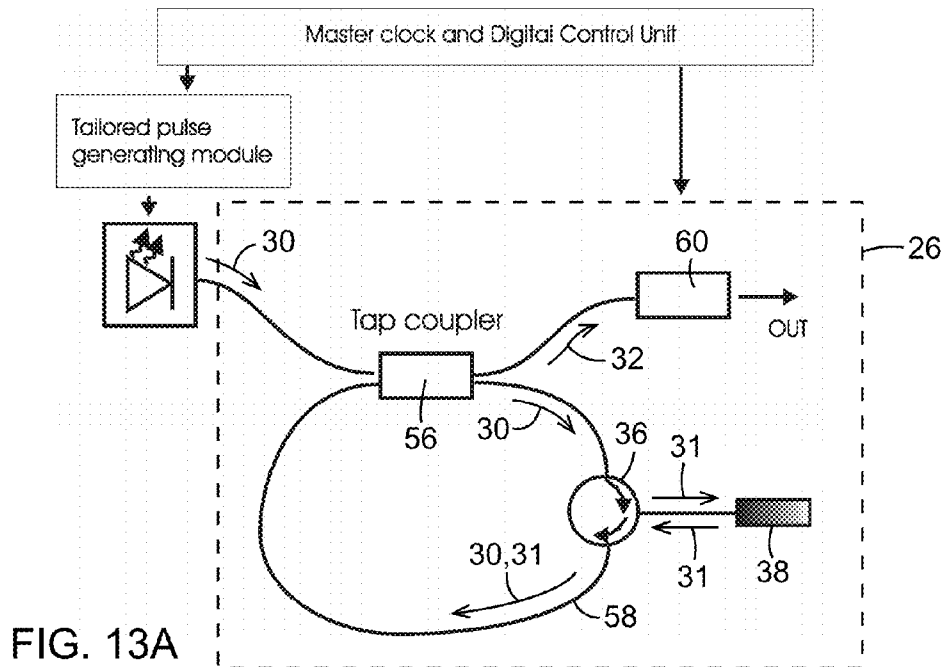 Master clock and Digital Control Unit
Tailored pulse
generating module
30
26
60
OUT
Tap coupler
32
56
30
36
31
31
38
30,31
58
FIG. 13A